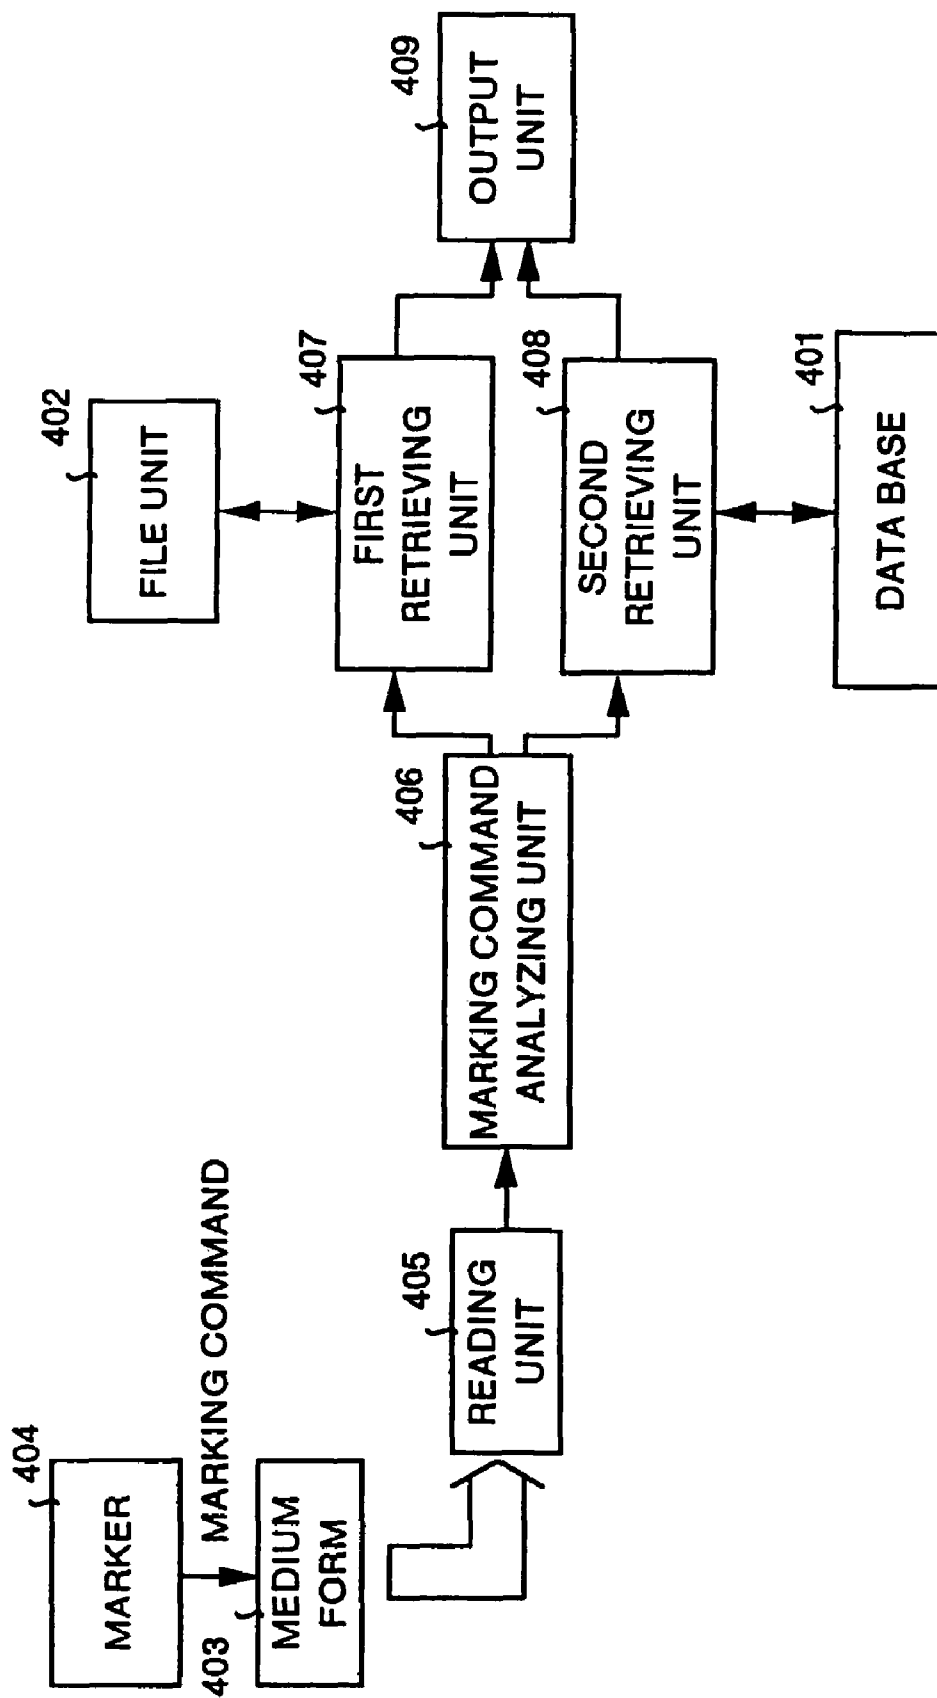 404
MARKER
MARKING COMMAND
403
MEDIUM
FORM
405
READING
UNIT
406
MARKING COMMAND
ANALYZING UNIT
402
FILE UNIT
407
FIRST
RETRIEVING
UNIT
408
SECOND
RETRIEVING
UNIT
401
DATA BASE
409
OUTPUT
UNIT